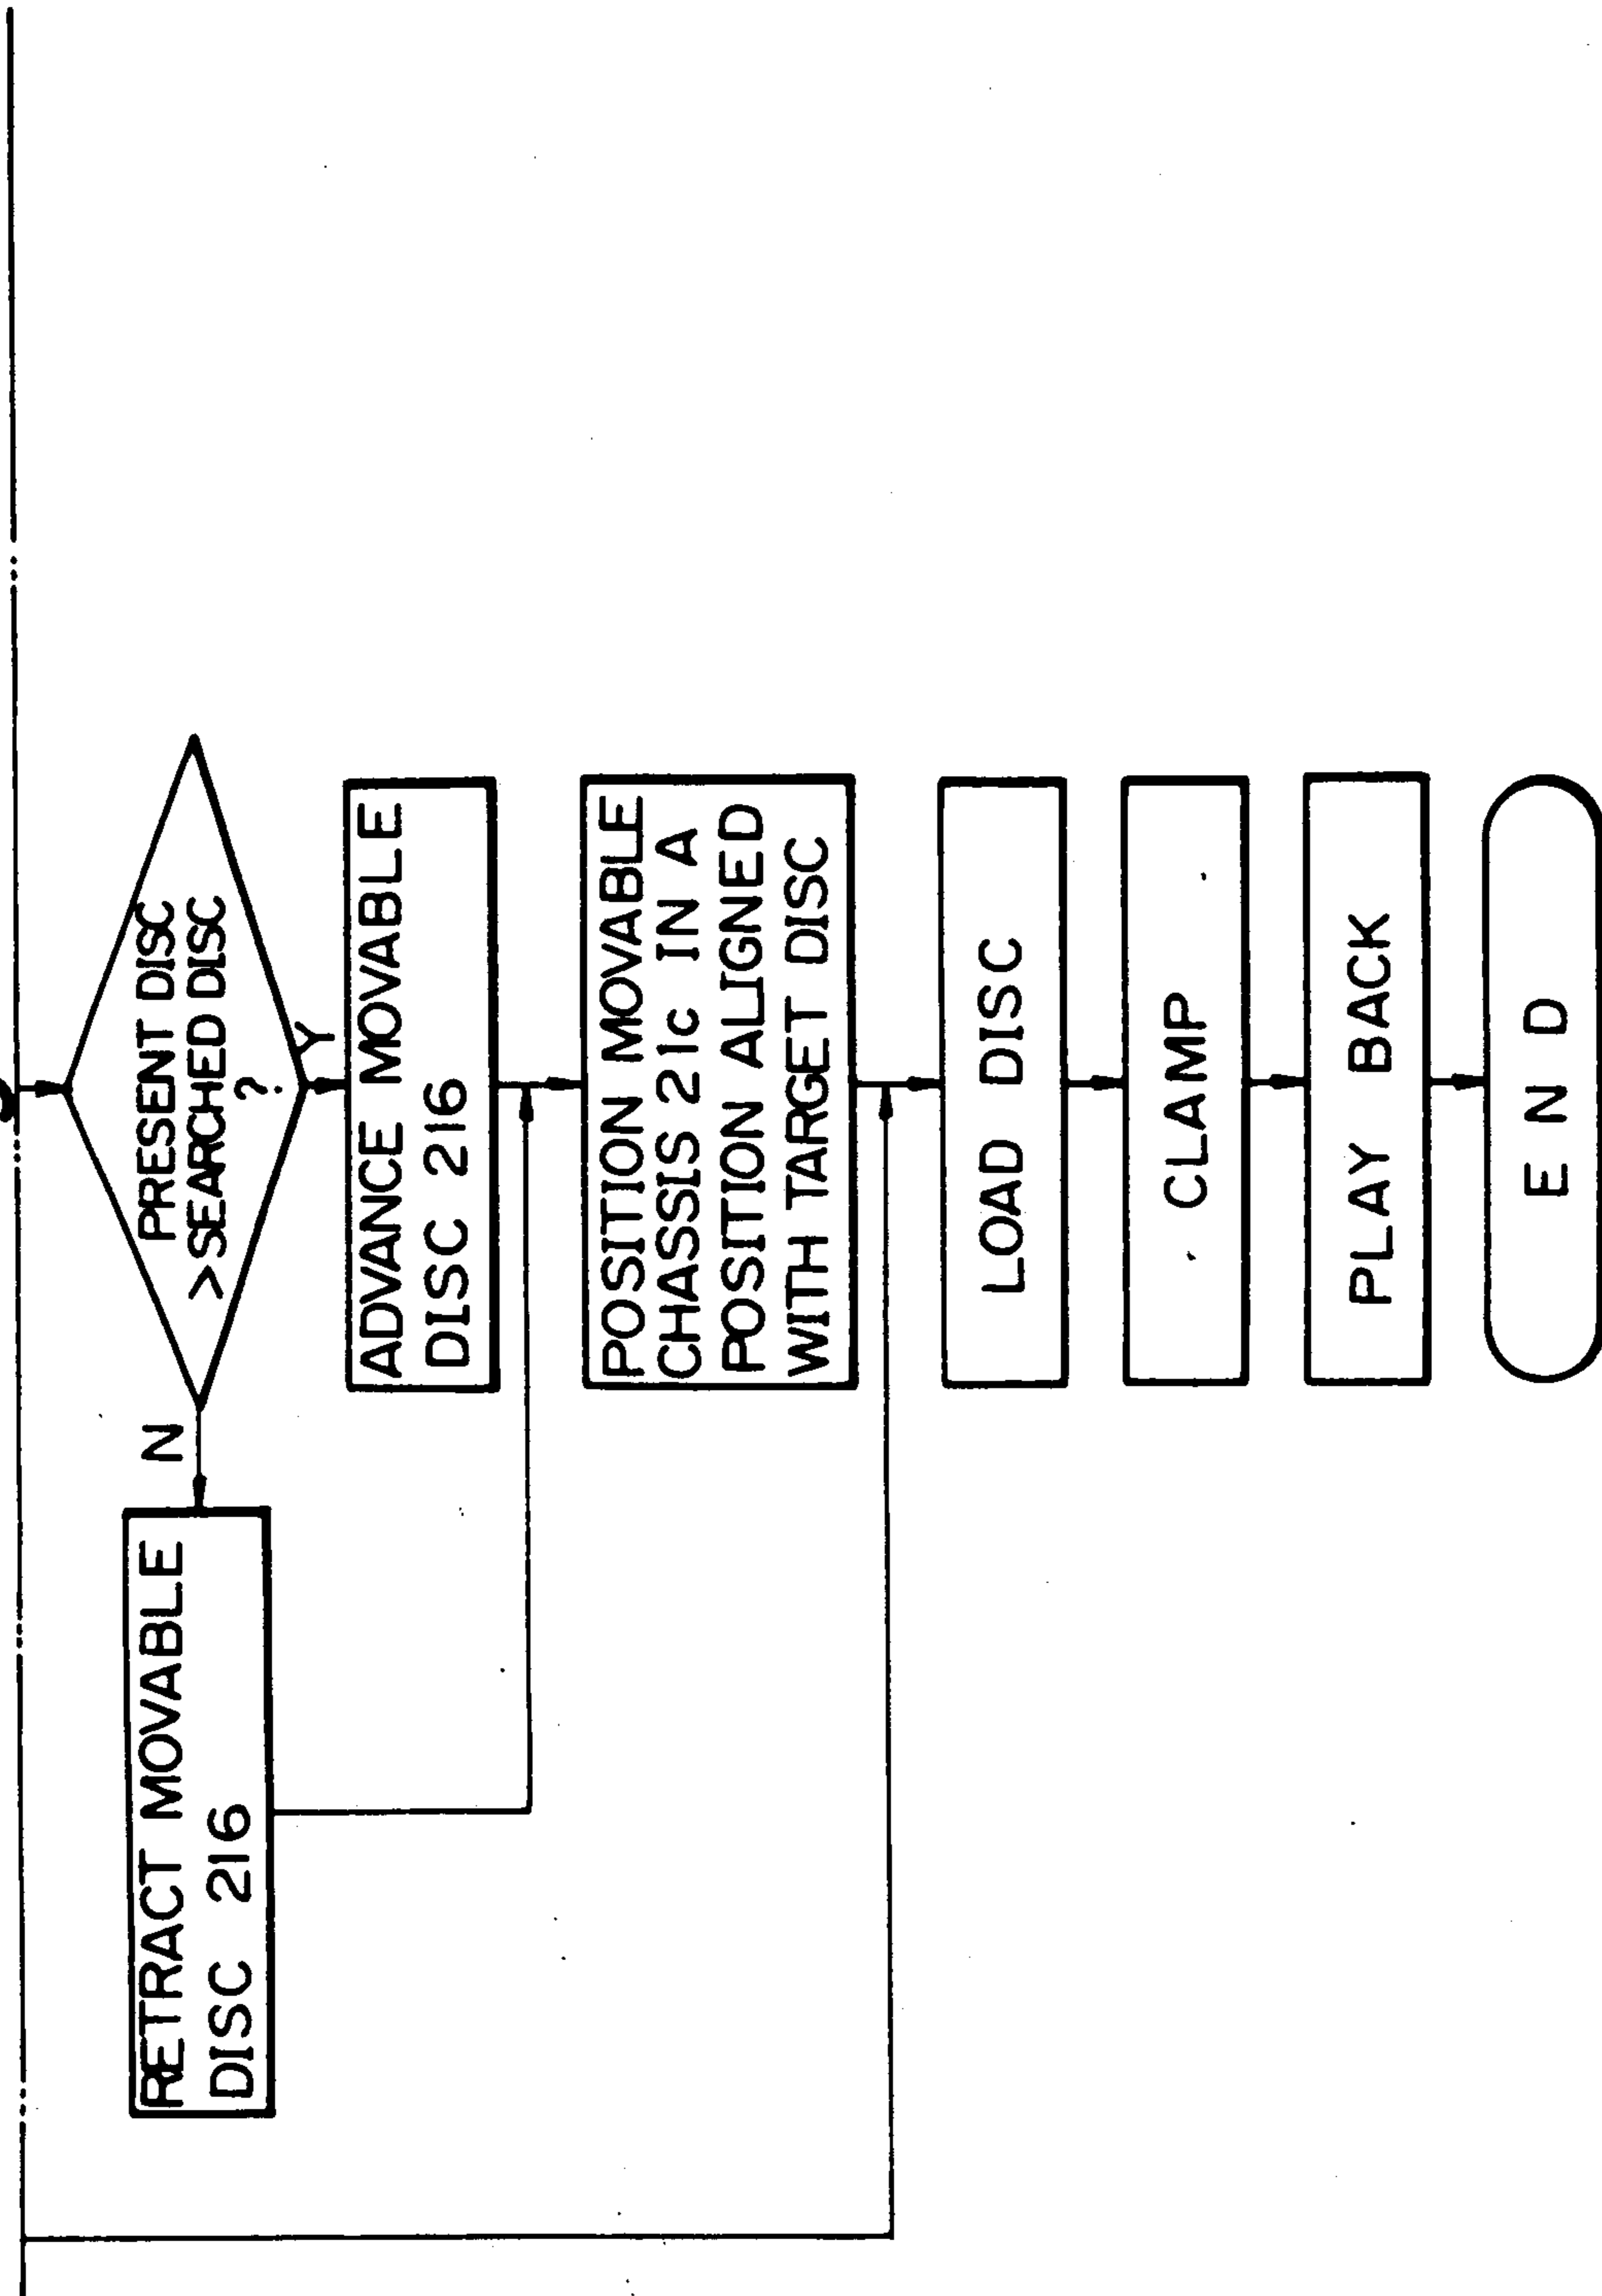 PRESENT DISC
>SEARCHED DISC
?
N
Y
RETRACT MOVABLE
DISC 216
ADVANCE MOVABLE
DISC 216
POSITION MOVABLE
CHASSIS 21c IN A
POSITION ALIGNED
WITH TARGET DISC
LOAD DISC
CLAMP
PLAY BACK
END